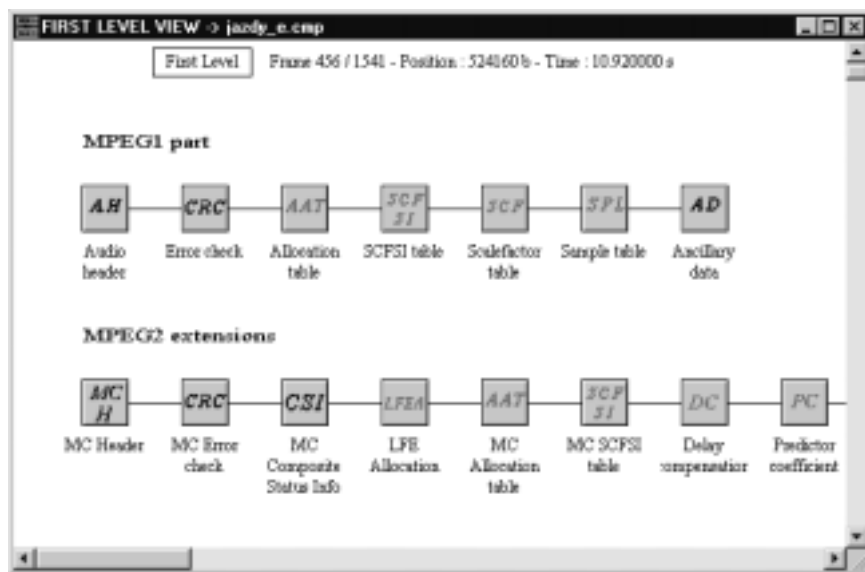 FIRST LEVEL VIEW -> jazdy_e.cmp
First Level Frame 456 / 1541 - Position : 524160 b - Time : 10.920000 s
MPEG1 part
AH CRC AAT SCF SI SCF SPL AD
Audio header
Error check
Allocation table
SCFSI table
Scalefactor table
Sample table
Ancillary data
MPEG2 extensions
MC H CRC CSI LFEA AAT SCF SI DC PC
MC Header
MC Error check
MC Composite Status Info
LFE Allocation
MC Allocation table
MC SCFSI table
Delay compensation
Predictor coefficient